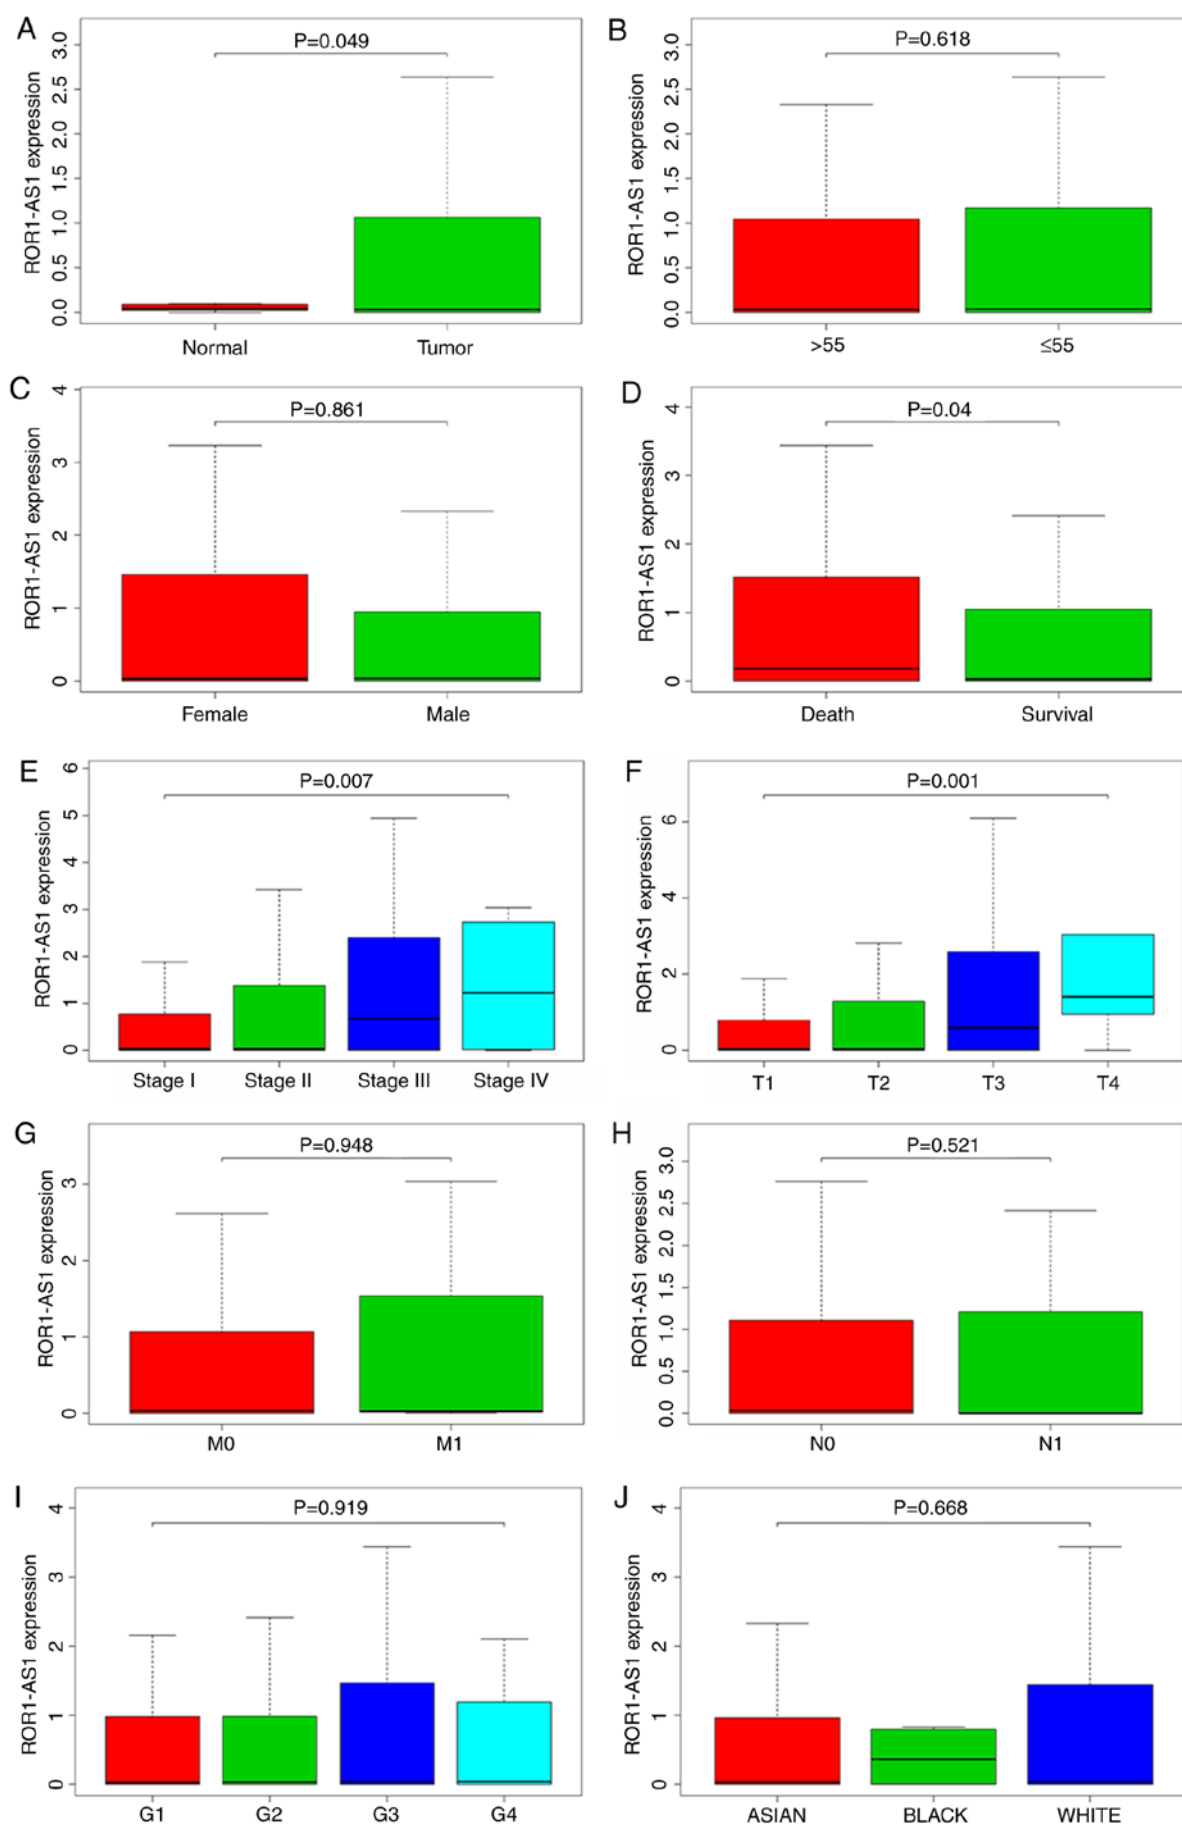 A
P=0.049
ROR1-AS1 expression
0.0 0.5 1.0 1.5 2.0 2.5 3.0
Normal Tumor
B
P=0.618
ROR1-AS1 expression
0.0 0.5 1.0 1.5 2.0 2.5 3.0
>55 ≤55
C
P=0.861
ROR1-AS1 expression
0 1 2 3 4
Female Male
D
P=0.04
ROR1-AS1 expression
0 1 2 3 4
Death Survival
E
P=0.007
ROR1-AS1 expression
0 1 2 3 4 5 6
Stage I Stage II Stage III Stage IV
F
P=0.001
ROR1-AS1 expression
0 2 4 6
T1 T2 T3 T4
G
P=0.948
ROR1-AS1 expression
0 1 2 3
M0 M1
H
P=0.521
ROR1-AS1 expression
0.0 0.5 1.0 1.5 2.0 2.5 3.0
N0 N1
I
P=0.919
ROR1-AS1 expression
0 1 2 3 4
G1 G2 G3 G4
J
P=0.668
ROR1-AS1 expression
0 1 2 3 4
ASIAN BLACK WHITE